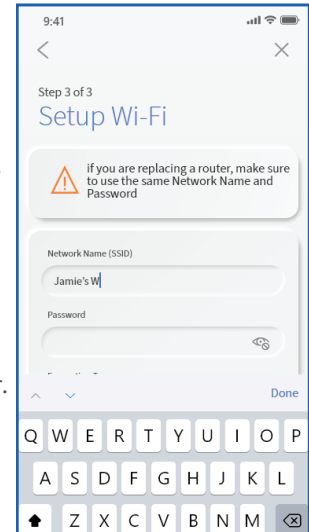 9:41
Step 3 of 3
Setup Wi-Fi
if you are replacing a router, make sure
to use the same Network Name and
Password
Network Name (SSID)
Jamie's W
Password
Done
Q W E R T Y U I O P
A S D F G H J K L
Z X C V B N M